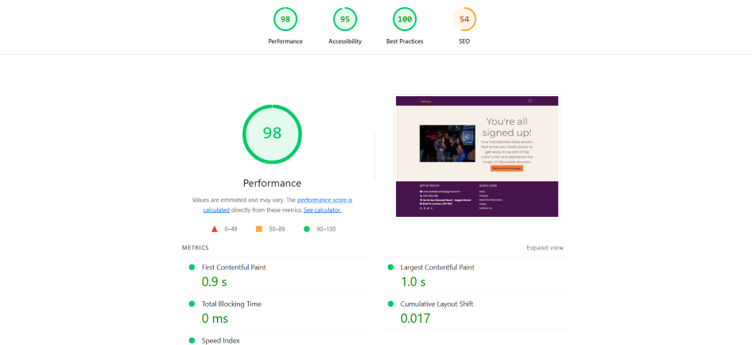 98
95
100
54
Performance
Accessibility
Best Practices
SEO
98
You're all
signed up!
Performance
Values are estimated and may vary. The performance score is
calculated directly from these metrics. See calculator.
0–49
50–89
90–100
METRICS
Expand view
First Contentful Paint
0.9 s
Largest Contentful Paint
1.0 s
Total Blocking Time
0 ms
Cumulative Layout Shift
0.017
Speed Index